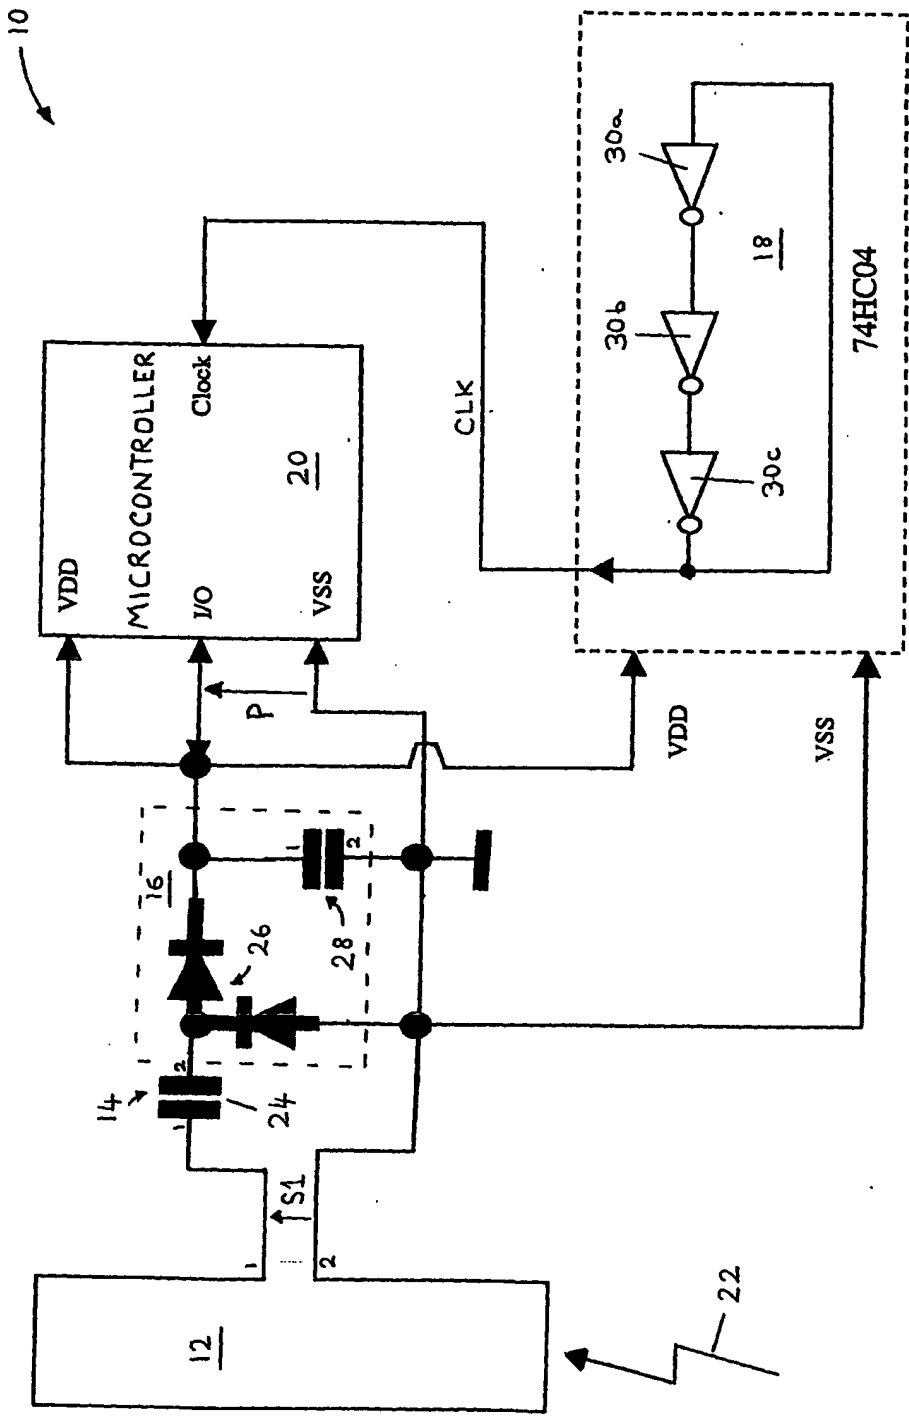 10
MICROCONTROLLER
VDD
I/O
VSS
Clock
20
P
CLK
16
26
28
1
2
14
24
1
2
S1
1
2
12
22
VDD
VSS
30a
30b
30c
18
74HC04